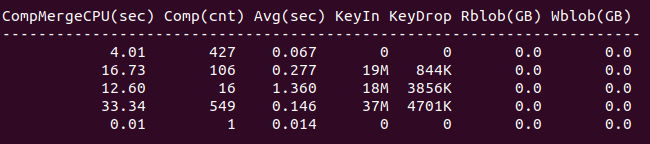 CompMergeCPU(sec) Comp(cnt) Avg(sec) KeyIn KeyDrop Rblob(GB) Wblob(GB)
----------------------------------------------------------------------
4.01 427 0.067 0 0 0.0 0.0
16.73 106 0.277 19M 844K 0.0 0.0
12.60 16 1.360 18M 3856K 0.0 0.0
33.34 549 0.146 37M 4701K 0.0 0.0
0.01 1 0.014 0 0 0.0 0.0